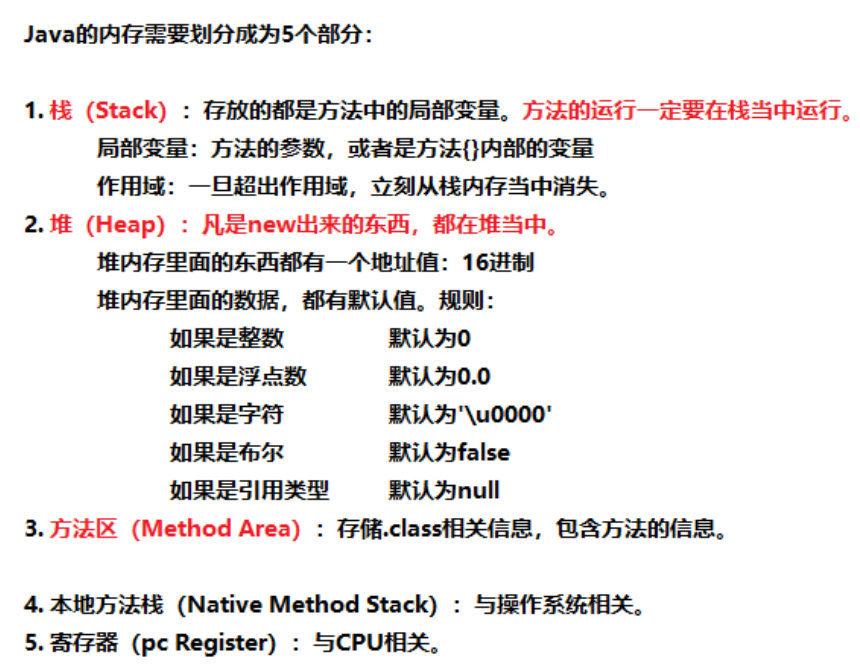 Java的内存需要划分成为5个部分：
1. 栈（Stack）：存放的都是方法中的局部变量。方法的运行一定要在栈当中运行。
局部变量：方法的参数，或者是方法{}内部的变量
作用域：一旦超出作用域，立刻从栈内存当中消失。
2. 堆（Heap）：凡是new出来的东西，都在堆当中。
堆内存里面的东西都有一个地址值：16进制
堆内存里面的数据，都有默认值。规则：
如果是整数 默认为0
如果是浮点数 默认为0.0
如果是字符 默认为'\u0000'
如果是布尔 默认为false
如果是引用类型 默认为null
3. 方法区（Method Area）：存储.class相关信息，包含方法的信息。
4. 本地方法栈（Native Method Stack）：与操作系统相关。
5. 寄存器（pc Register）：与CPU相关。